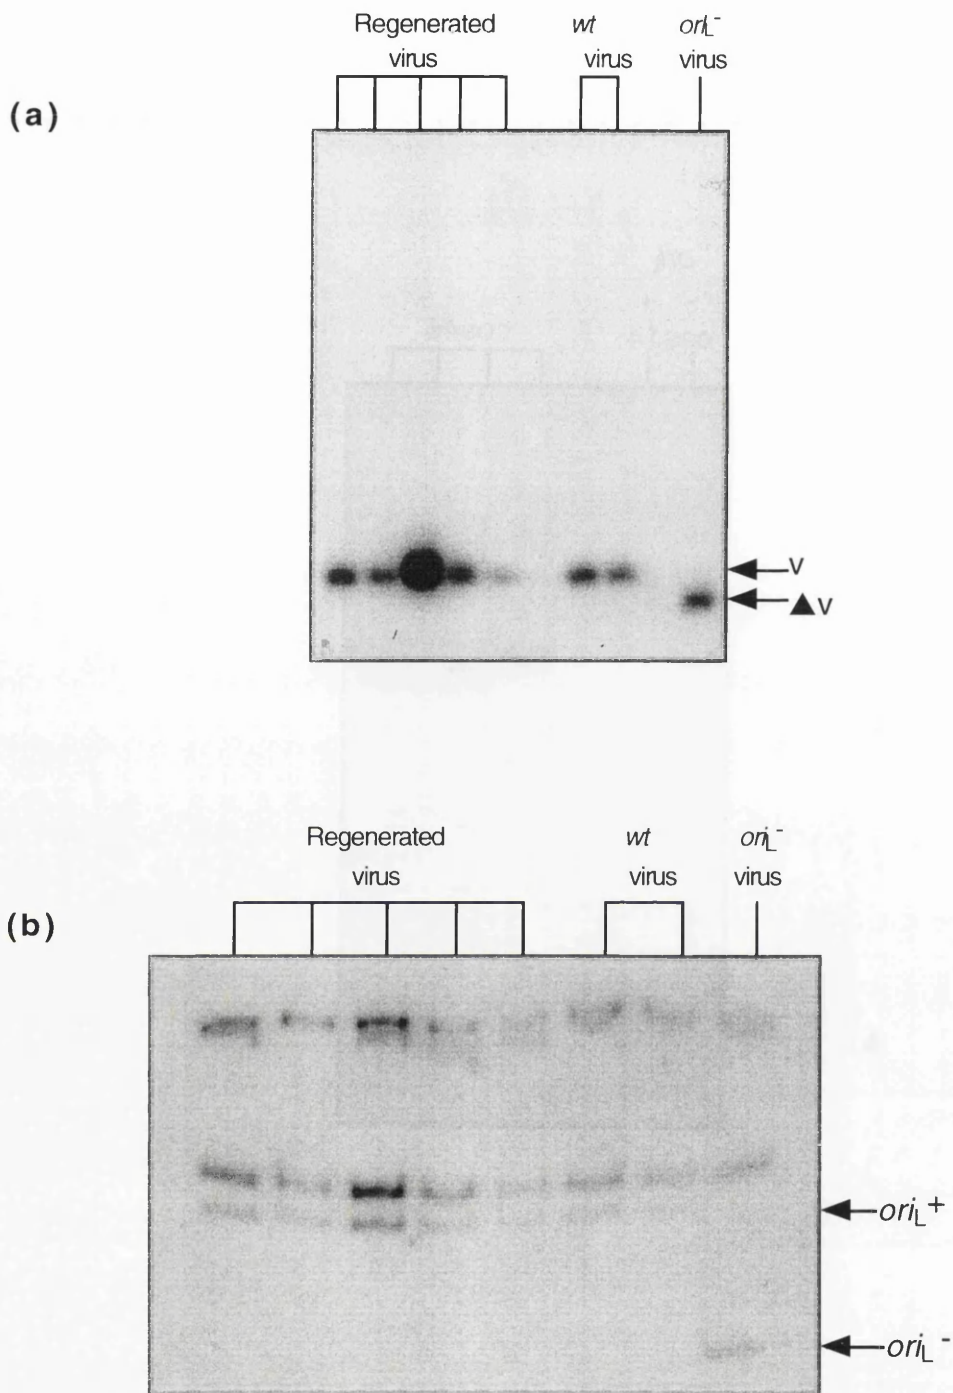 Regenerated virus
wt virus
oriL- virus
(a)
v
▲v
Regenerated virus
wt virus
oriL- virus
(b)
oriL+
oriL-